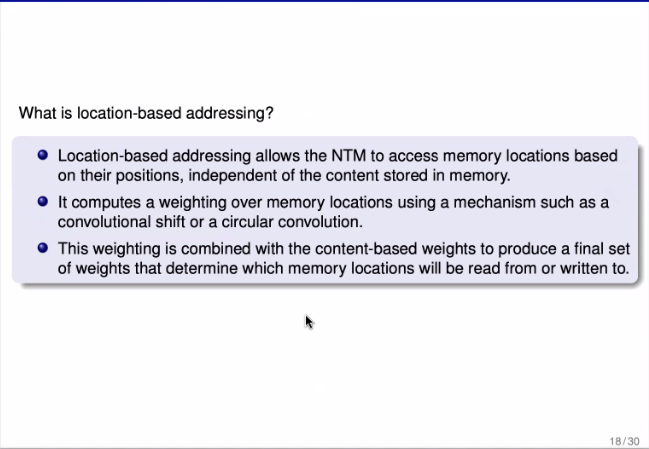 What is location-based addressing?
Location-based addressing allows the NTM to access memory locations based
on their positions, independent of the content stored in memory.
It computes a weighting over memory locations using a mechanism such as a
convolutional shift or a circular convolution.
This weighting is combined with the content-based weights to produce a final set
of weights that determine which memory locations will be read from or written to.
18/30